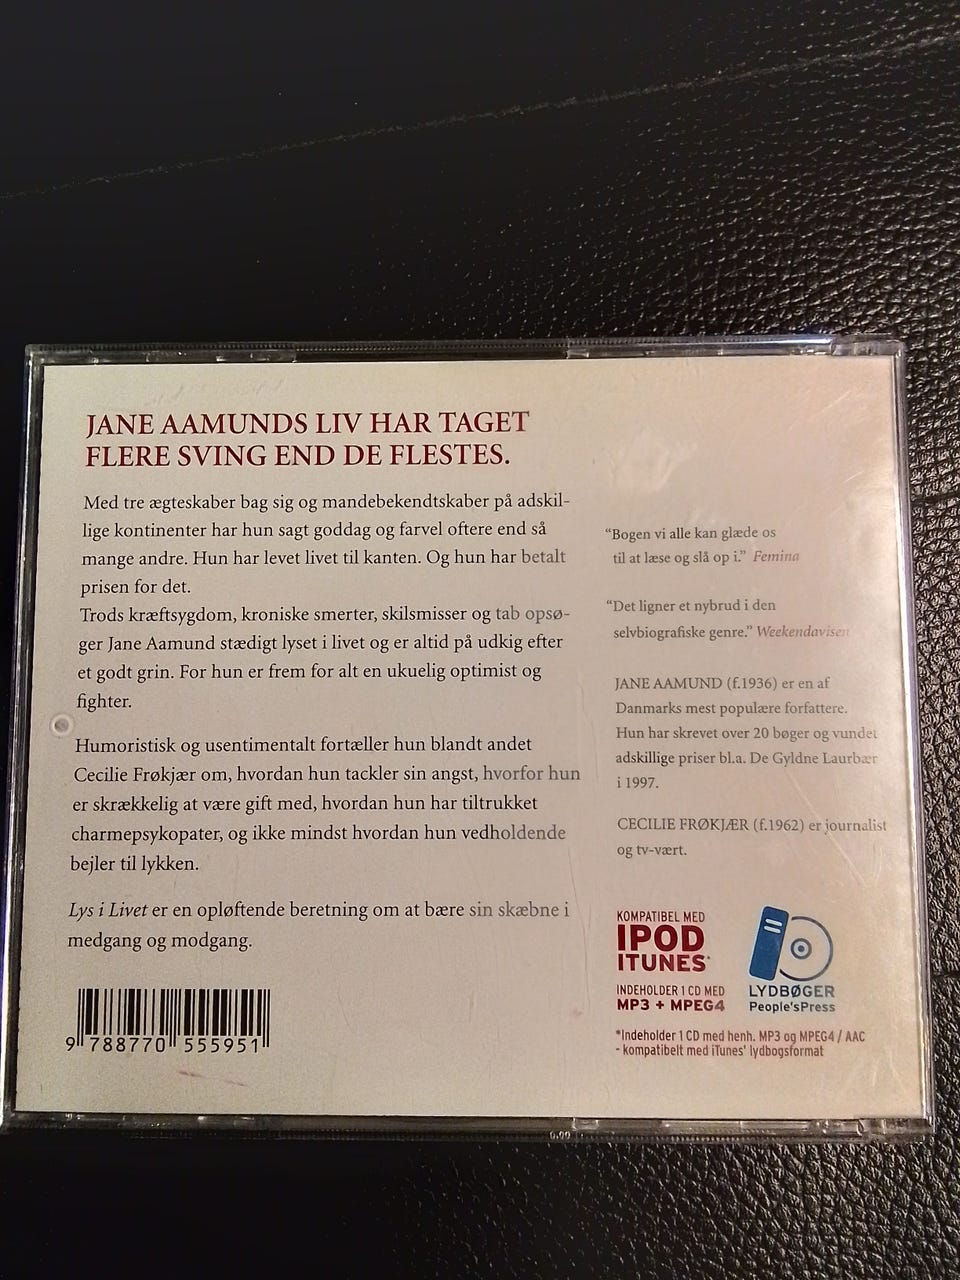 JANE AAMUNDS LIV HAR TAGET
FLERE SVING END DE FLESTES.
Med tre ægteskaber bag sig og mandebekendtskaber på adskil-
lige kontinenter har hun sagt goddag og farvel oftere end så
mange andre. Hun har levet livet til kanten. Og hun har betalt
prisen for det.
Trods kræftsygdom, kroniske smerter, skilsmisser og tab opsø-
ger Jane Aamund stædigt lyset i livet og er altid på udkig efter
et godt grin. For hun er frem for alt en ukuelig optimist og
fighter.
Humoristisk og usentimentalt fortæller hun blandt andet
Cecilie Frøkjær om, hvordan hun tackler sin angst, hvorfor hun
er skrækkelig at være gift med, hvordan hun har tiltrukket
charmepsykopater, og ikke mindst hvordan hun vedholdende
bejler til lykken.
Lys i Livet er en opløftende beretning om at bære sin skæbne i
medgang og modgang.
9 788770 555951
“Bogen vi alle kan glæde os
til at læse og slå op i.” Femina
“Det ligner et nybrud i den
selvbiografiske genre.” Weekendavisen
JANE AAMUND (f.1936) er en af
Danmarks mest populære forfattere.
Hun har skrevet over 20 bøger og vundet
adskillige priser bl.a. De Gyldne Laurbær
i 1997.
CECILIE FRØKJÆR (f.1962) er journalist
og tv-vært.
KOMPATIBEL MED
IPOD
ITUNES*
INDEHOLDER 1 CD MED
MP3 + MPEG4
LYDBØGER
People'sPress
*Indeholder 1 CD med henh. MP3 og MPEG4 / AAC
- kompatibelt med iTunes' lydbogsformat